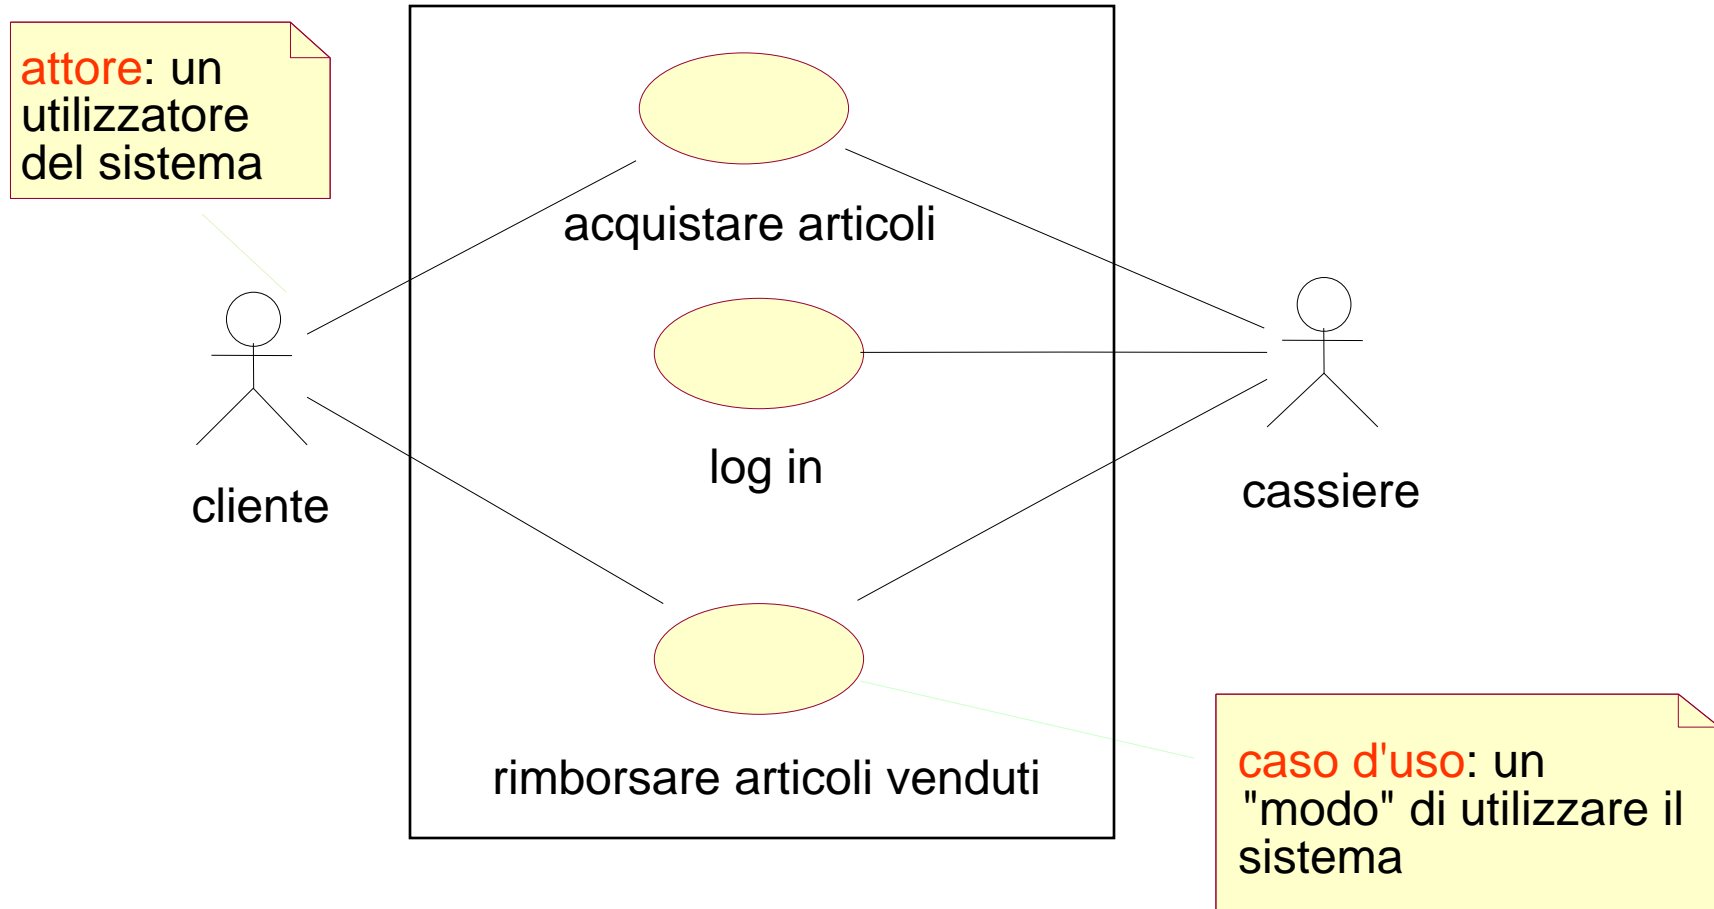 attore: un
utilizzatore
del sistema
acquistare articoli
log in
cliente
cassiere
rimborsare articoli venduti
caso d'uso: un
"modo" di utilizzare il
sistema